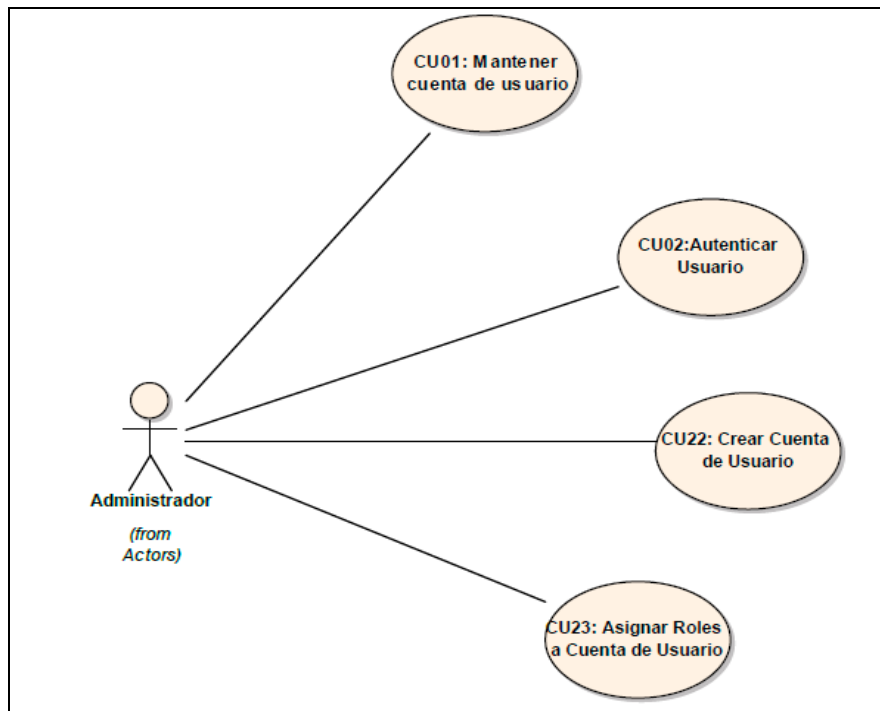 CU01: Mantener
cuenta de usuario
CU02:Autenticar
Usuario
CU22: Crear Cuenta
de Usuario
Administrador
(from
Actors)
CU23: Asignar Roles
a Cuenta de Usuario